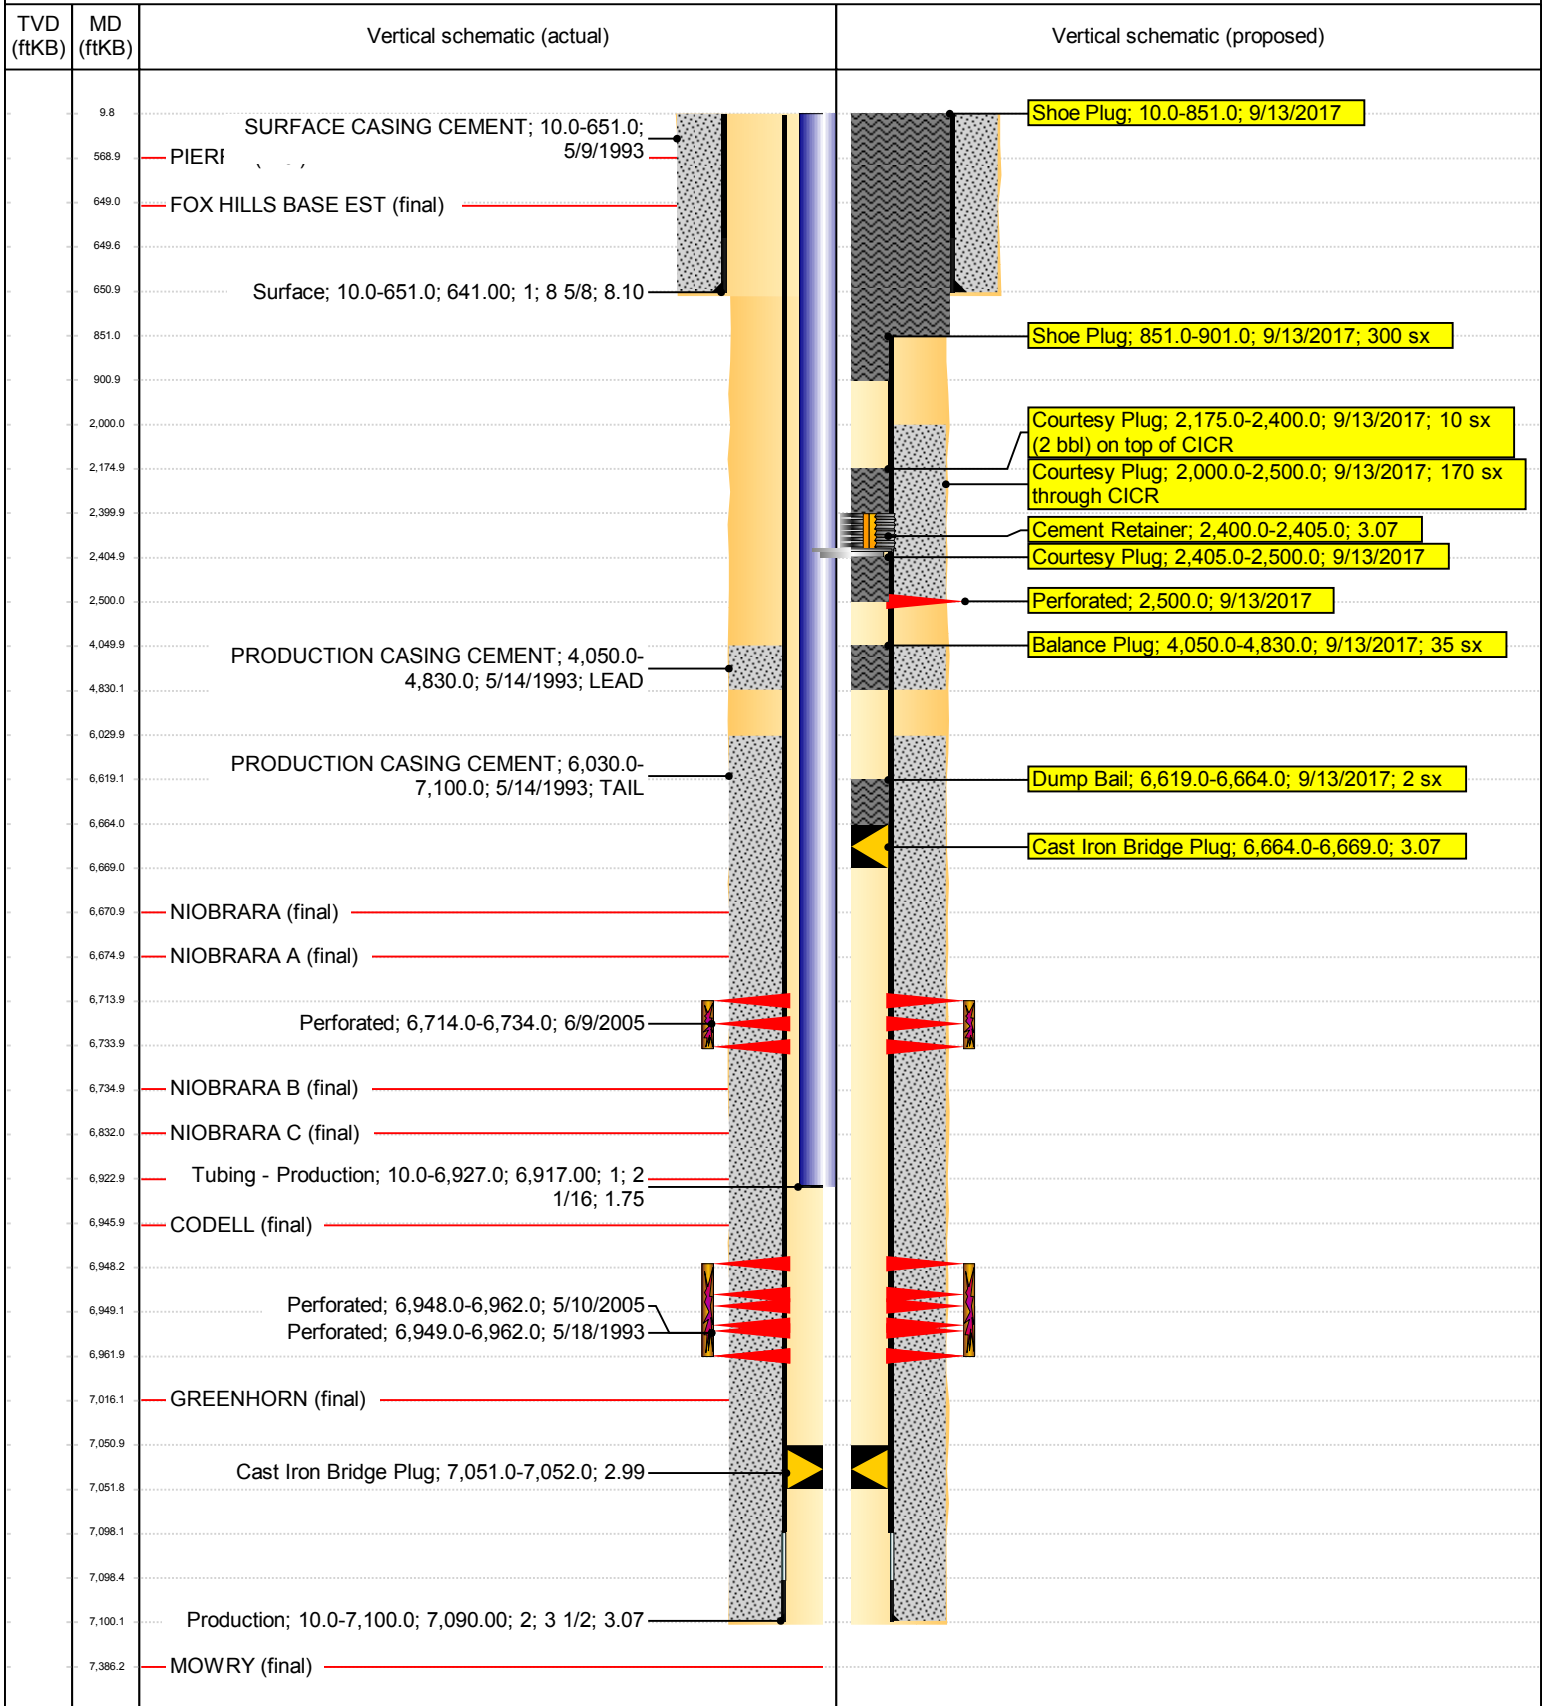 TVD
(ftKB)
MD
(ftKB)
Vertical schematic (actual)
Vertical schematic (proposed)
9.8
568.9
649.0
649.6
650.9
851.0
900.9
2,000.0
2,174.9
2,399.9
2,404.9
2,500.0
4,049.9
4,830.1
6,029.9
6,619.1
6,664.0
6,669.0
6,670.9
6,674.9
6,713.9
6,733.9
6,734.9
6,832.0
6,922.9
6,945.9
6,948.2
6,949.1
6,961.9
7,016.1
7,050.9
7,051.8
7,098.1
7,098.4
7,100.1
7,386.2
SURFACE CASING CEMENT; 10.0-651.0;
5/9/1993
FOX HILLS BASE EST (final)
Surface; 10.0-651.0; 641.00; 1; 8 5/8; 8.10
PRODUCTION CASING CEMENT; 4,050.0-
4,830.0; 5/14/1993; LEAD
PRODUCTION CASING CEMENT; 6,030.0-
7,100.0; 5/14/1993; TAIL
NIOBRARA (final)
NIOBRARA A (final)
Perforated; 6,714.0-6,734.0; 6/9/2005
NIOBRARA B (final)
NIOBRARA C (final)
Tubing - Production; 10.0-6,927.0; 6,917.00; 1; 2
1/16; 1.75
CODELL (final)
Perforated; 6,948.0-6,962.0; 5/10/2005
Perforated; 6,949.0-6,962.0; 5/18/1993
GREENHORN (final)
Cast Iron Bridge Plug; 7,051.0-7,052.0; 2.99
Production; 10.0-7,100.0; 7,090.00; 2; 3 1/2; 3.07
MOWRY (final)
Shoe Plug; 10.0-851.0; 9/13/2017
Shoe Plug; 851.0-901.0; 9/13/2017; 300 sx
Courtesy Plug; 2,175.0-2,400.0; 9/13/2017; 10 sx
(2 bbl) on top of CICR
Courtesy Plug; 2,000.0-2,500.0; 9/13/2017; 170 sx
through CICR
Cement Retainer; 2,400.0-2,405.0; 3.07
Courtesy Plug; 2,405.0-2,500.0; 9/13/2017
Perforated; 2,500.0; 9/13/2017
Balance Plug; 4,050.0-4,830.0; 9/13/2017; 35 sx
Dump Bail; 6,619.0-6,664.0; 9/13/2017; 2 sx
Cast Iron Bridge Plug; 6,664.0-6,669.0; 3.07